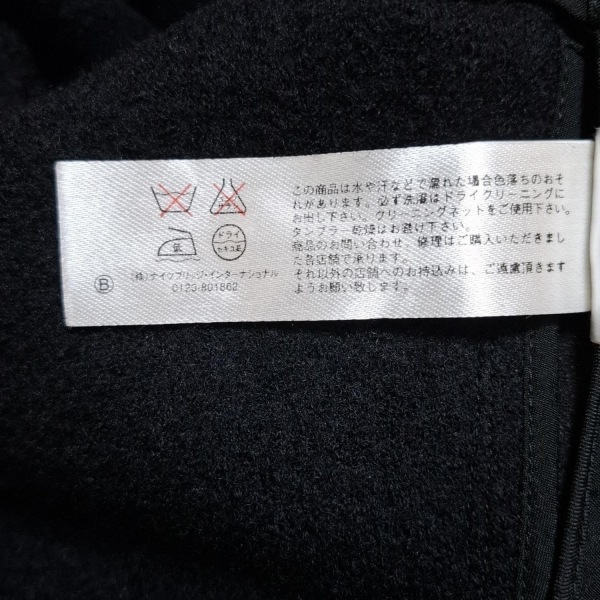 この商品は水や汗などで濡れた場合色落ちのおそ
れがあります。必ず洗濯はドライクリーニングに
お出し下さい。クリーニングネットをご使用下さい。
タンブラー乾燥はお避け下さい。
商品のお問い合わせ、修理はご購入いただきまし
た各店舗で承ります。
それ以外の店舗へのお持込みは、ご遠慮頂きます
ようお願い致します。
低
ドライ
セキユ系
Ⓑ
(株)ナイツブリッジ・インターナショナル
0123-801862